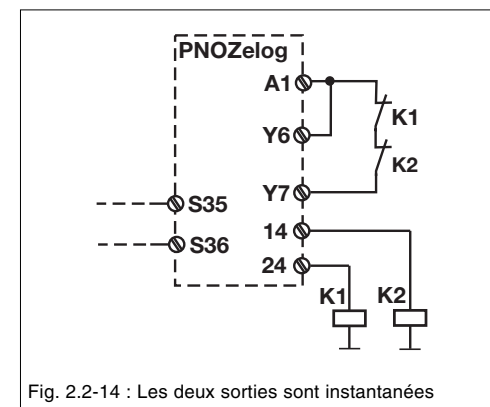 PNOZelog
A1
K1
Y6
K2
Y7
S35
14
S36
24
K1 K2
Fig. 2.2-14 : Les deux sorties sont instantanées